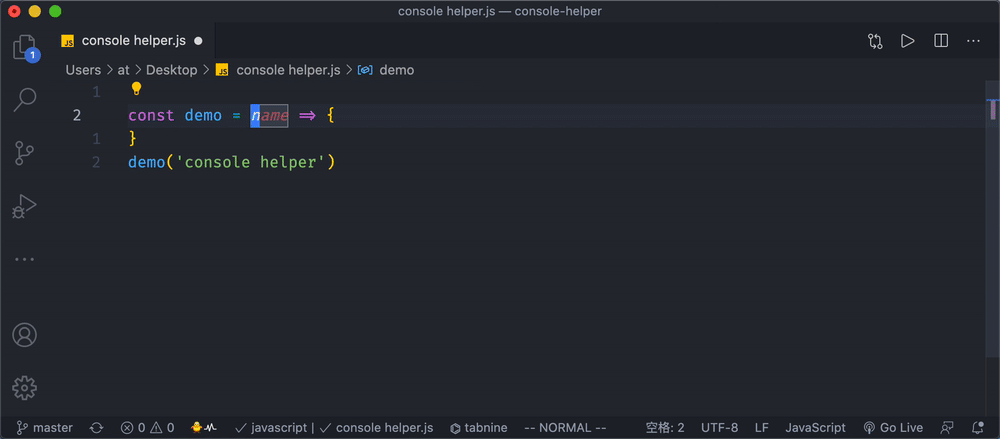 console helper.js — console-helper
JS console helper.js
Users › at › Desktop › JS console helper.js › demo
1
2 const demo = name => {
1 }
2 demo('console helper')
1
master 0 0 javascript | console helper.js tabnine -- NORMAL -- 空格: 2 UTF-8 LF JavaScript Go Live